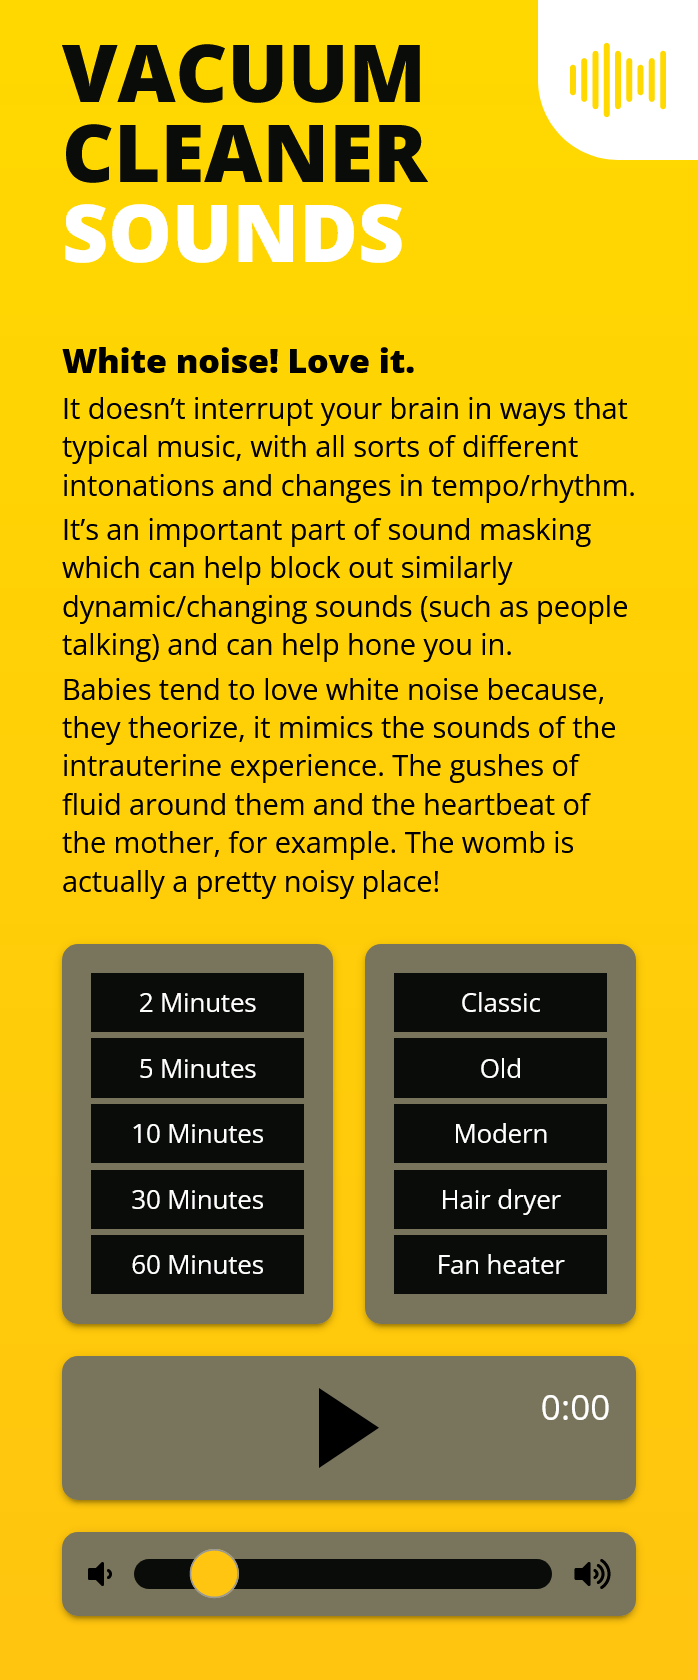 VACUUM
CLEANER
SOUNDS
White noise! Love it.
It doesn’t interrupt your brain in ways that
typical music, with all sorts of different
intonations and changes in tempo/rhythm.
It’s an important part of sound masking
which can help block out similarly
dynamic/changing sounds (such as people
talking) and can help hone you in.
Babies tend to love white noise because,
they theorize, it mimics the sounds of the
intrauterine experience. The gushes of
fluid around them and the heartbeat of
the mother, for example. The womb is
actually a pretty noisy place!
2 Minutes
5 Minutes
10 Minutes
30 Minutes
60 Minutes
Classic
Old
Modern
Hair dryer
Fan heater
0:00